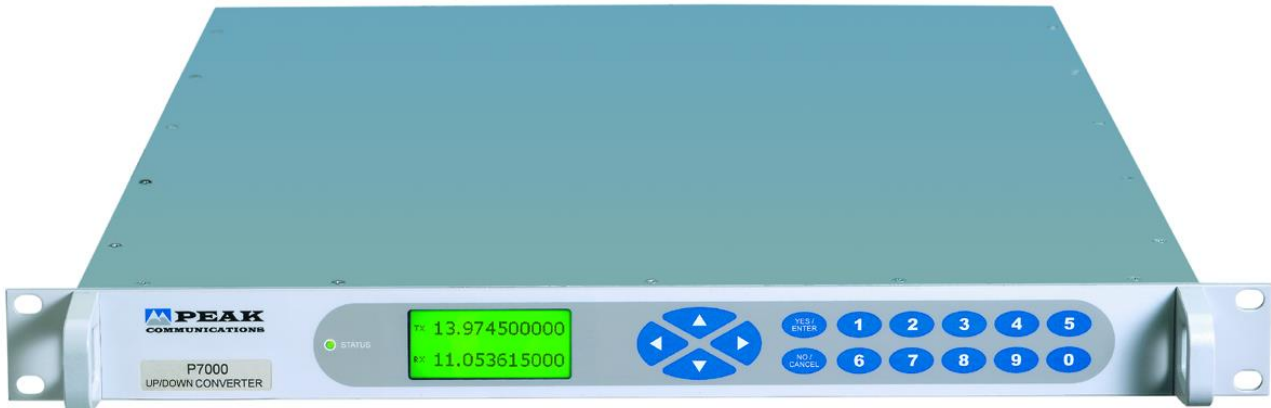 PEAK
COMMUNICATIONS
P7000
UP/DOWN CONVERTER
STATUS
TX 13.974500000
RX 11.053615000
YES / ENTER
1 2 3 4 5
NO / CANCEL
6 7 8 9 0